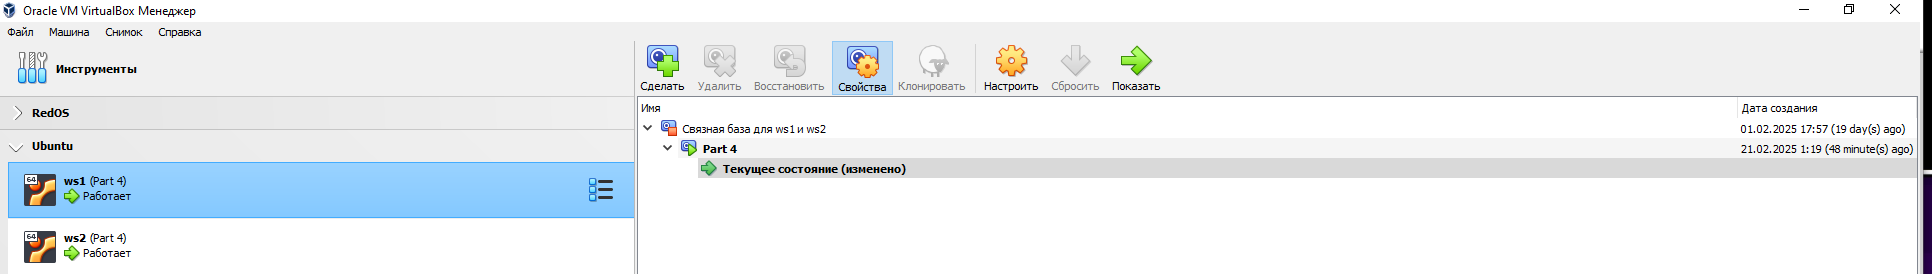 Oracle VM VirtualBox Менеджер
Файл Машина Снимок Справка
Инструменты
Сделать Удалить Восстановить Свойства Клонировать Настроить Сбросить Показать
RedOS
Ubuntu
64
ws1 (Part 4)
Работает
64
ws2 (Part 4)
Работает
Имя Дата создания
Связная база для ws1 и ws2 01.02.2025 17:57 (19 day(s) ago)
Part 4 21.02.2025 1:19 (48 minute(s) ago)
Текущее состояние (изменено)